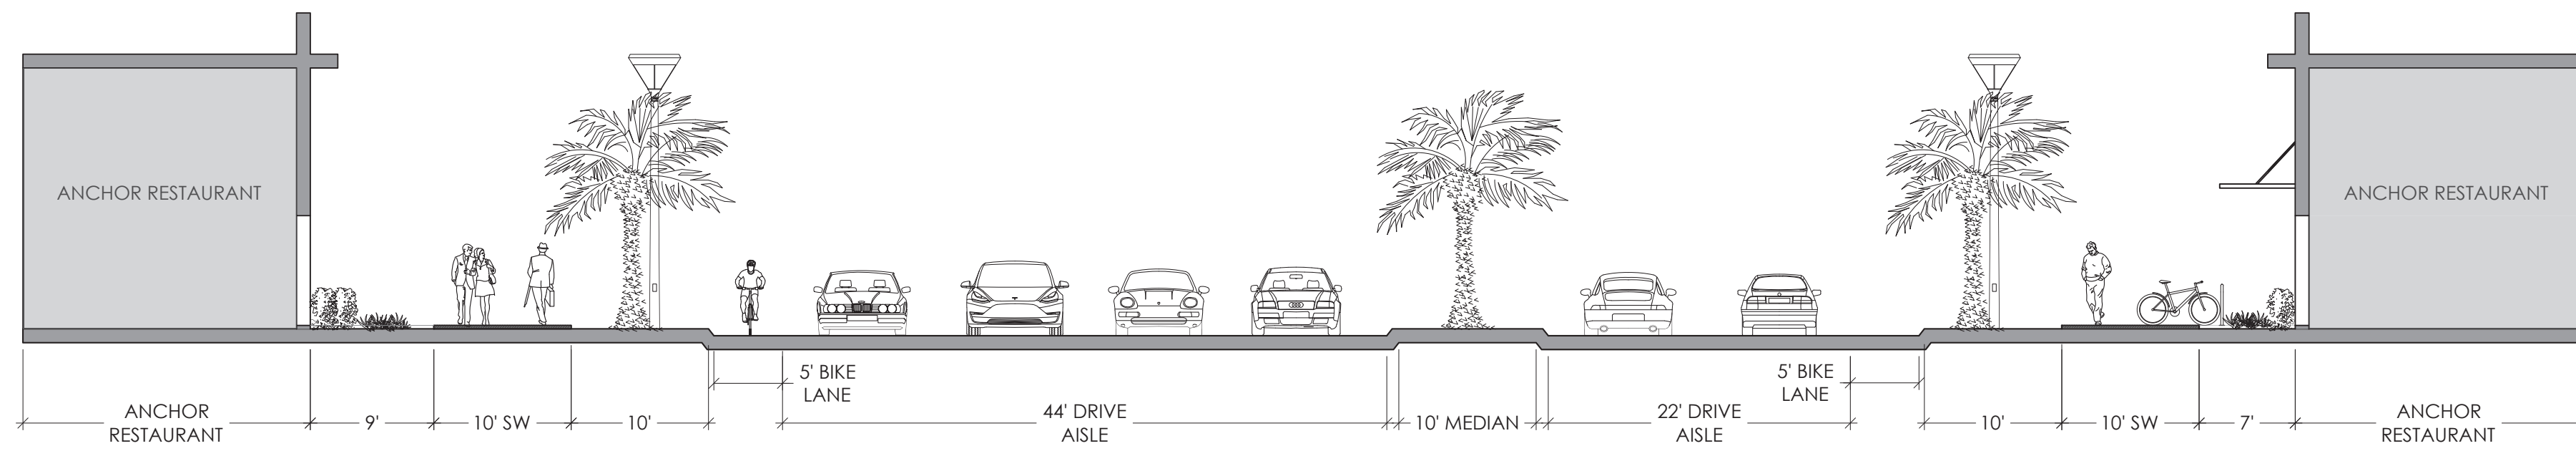 ANCHOR RESTAURANT
ANCHOR RESTAURANT
5' BIKE
LANE
5' BIKE
LANE
ANCHOR
RESTAURANT
9'
10' SW
10'
44' DRIVE
AISLE
10' MEDIAN
22' DRIVE
AISLE
10'
10' SW
7'
ANCHOR
RESTAURANT